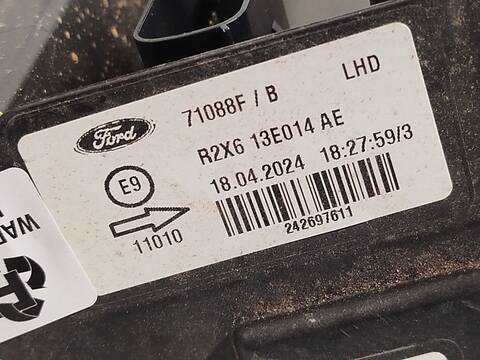 71088F / B
LHD
Ford
R2X6 13E014 AE
E9
18.04.2024 18:27:59/3
11010
242697611